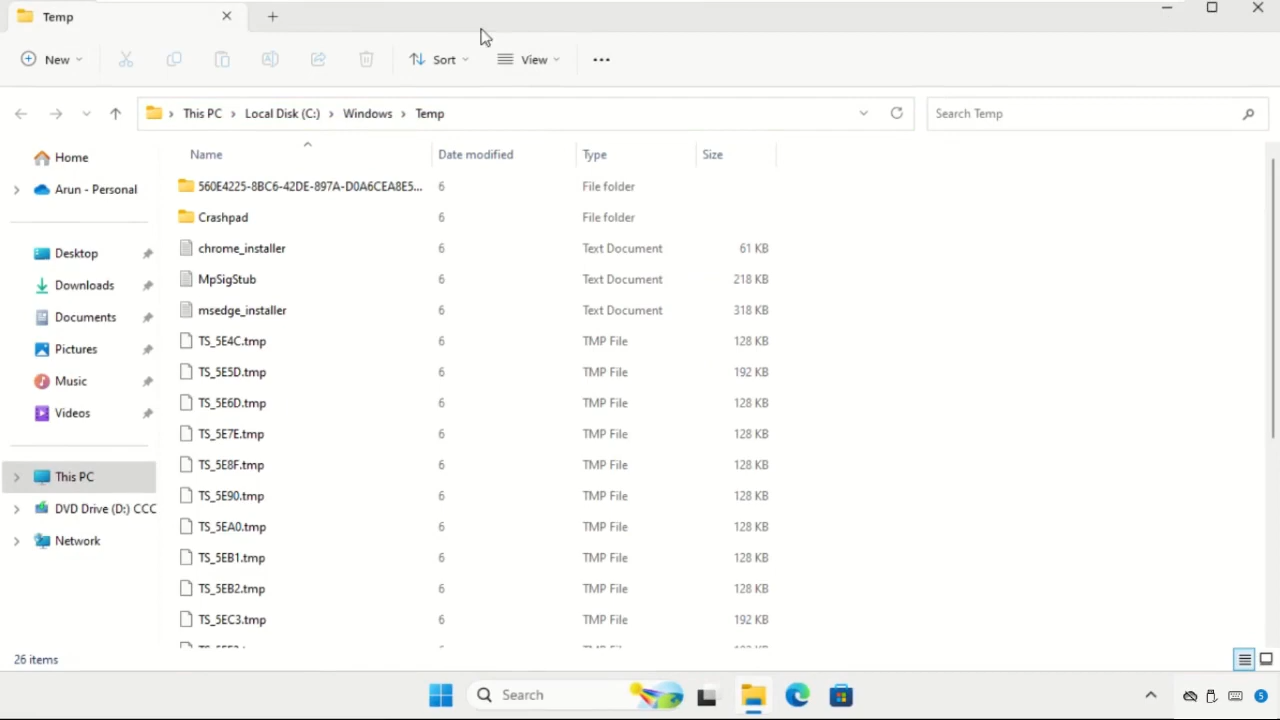 Temp
New
Sort
View
This PC
Local Disk (C:)
Windows
Temp
Search Temp
Home
Arun - Personal
Desktop
Downloads
Documents
Pictures
Music
Videos
This PC
DVD Drive (D:) CCC
Network
Name Date modified Type Size
560E4225-8BC6-42DE-897A-D0A6CEA8E5... 6 File folder
Crashpad 6 File folder
chrome_installer 6 Text Document 61 KB
MpSigStub 6 Text Document 218 KB
msedge_installer 6 Text Document 318 KB
TS_5E4C.tmp 6 TMP File 128 KB
TS_5E5D.tmp 6 TMP File 192 KB
TS_5E6D.tmp 6 TMP File 128 KB
TS_5E7E.tmp 6 TMP File 128 KB
TS_5E8F.tmp 6 TMP File 128 KB
TS_5E90.tmp 6 TMP File 128 KB
TS_5EA0.tmp 6 TMP File 128 KB
TS_5EB1.tmp 6 TMP File 128 KB
TS_5EB2.tmp 6 TMP File 128 KB
TS_5EC3.tmp 6 TMP File 192 KB
26 items
Search
5